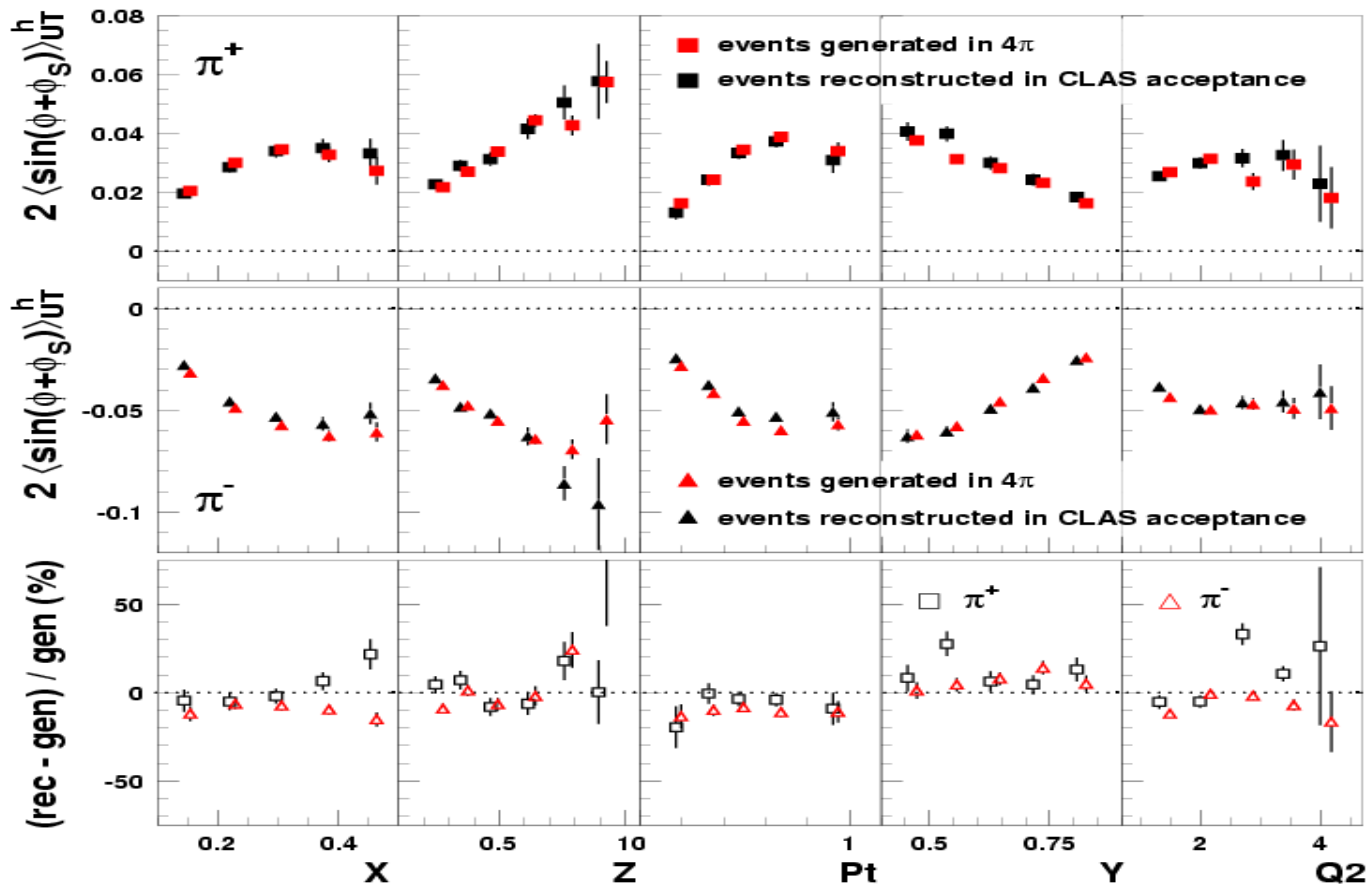 2 ⟨sin(ϕ+ϕS)⟩hUT
0.08
0.06
0.04
0.02
0
π+
events generated in 4π
events reconstructed in CLAS acceptance
2 ⟨sin(ϕ+ϕS)⟩hUT
0
-0.05
-0.1
π-
events generated in 4π
events reconstructed in CLAS acceptance
(rec - gen) / gen (%)
50
0
-50
π+
π-
0.2 0.4 0.5 10 1 0.5 0.75 2 4
X Z Pt Y Q2